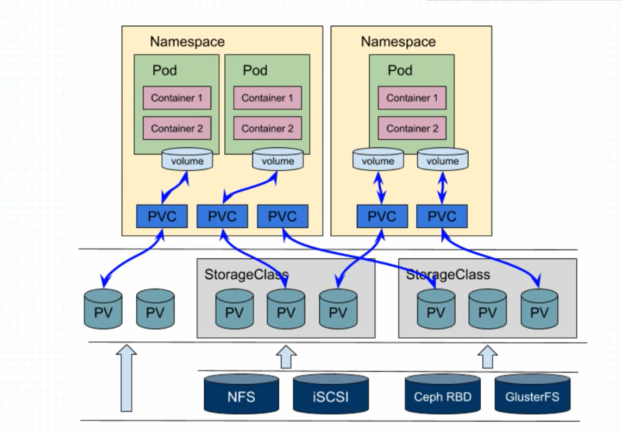 Namespace
Namespace
Pod
Pod
Pod
Container 1
Container 1
Container 1
Container 2
Container 2
Container 2
volume
volume
volume
volume
PVC
PVC
PVC
PVC
PVC
StorageClass
StorageClass
PV
PV
PV
PV
PV
PV
PV
PV
NFS
iSCSI
Ceph RBD
GlusterFS